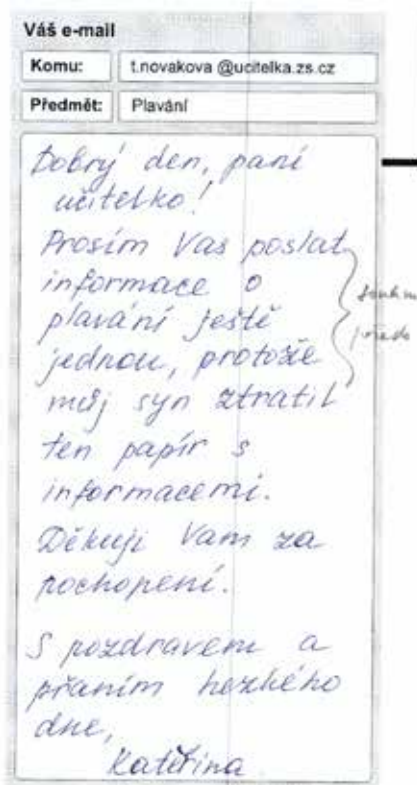 Váš e-mail
Komu: t.novakova @ucitelka.zs.cz
Předmět: Plavání
Dobrý den, paní
učitelko!
Prosím Vas poslat
informace o
plavání ještě
jednou, protože
můj syn ztratil
ten papír s
informacemi.
Děkuji Vam za
pochopení.
S pozdravem a
přaním hezkého
dne,
Kateřina